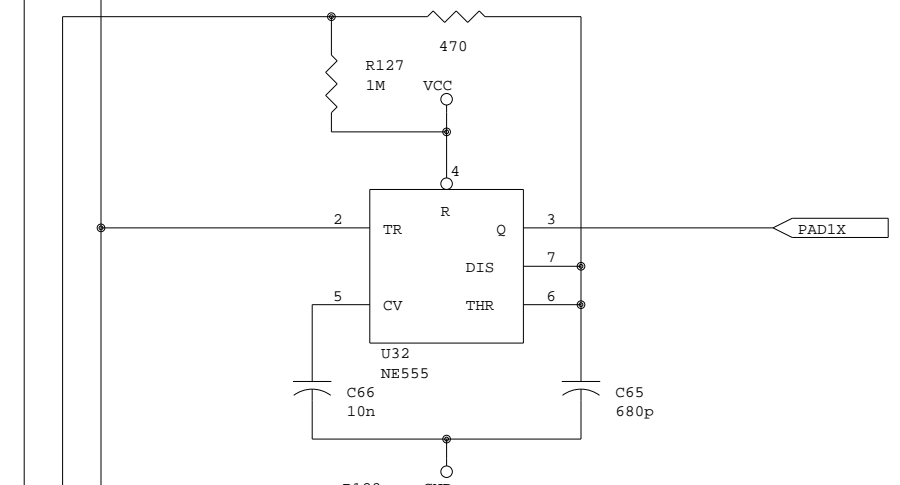 470
R127
1M
VCC
4
R
2
TR
Q
3
PAD1X
DIS
7
5
CV
THR
6
U32
NE555
C66
10n
C65
680p